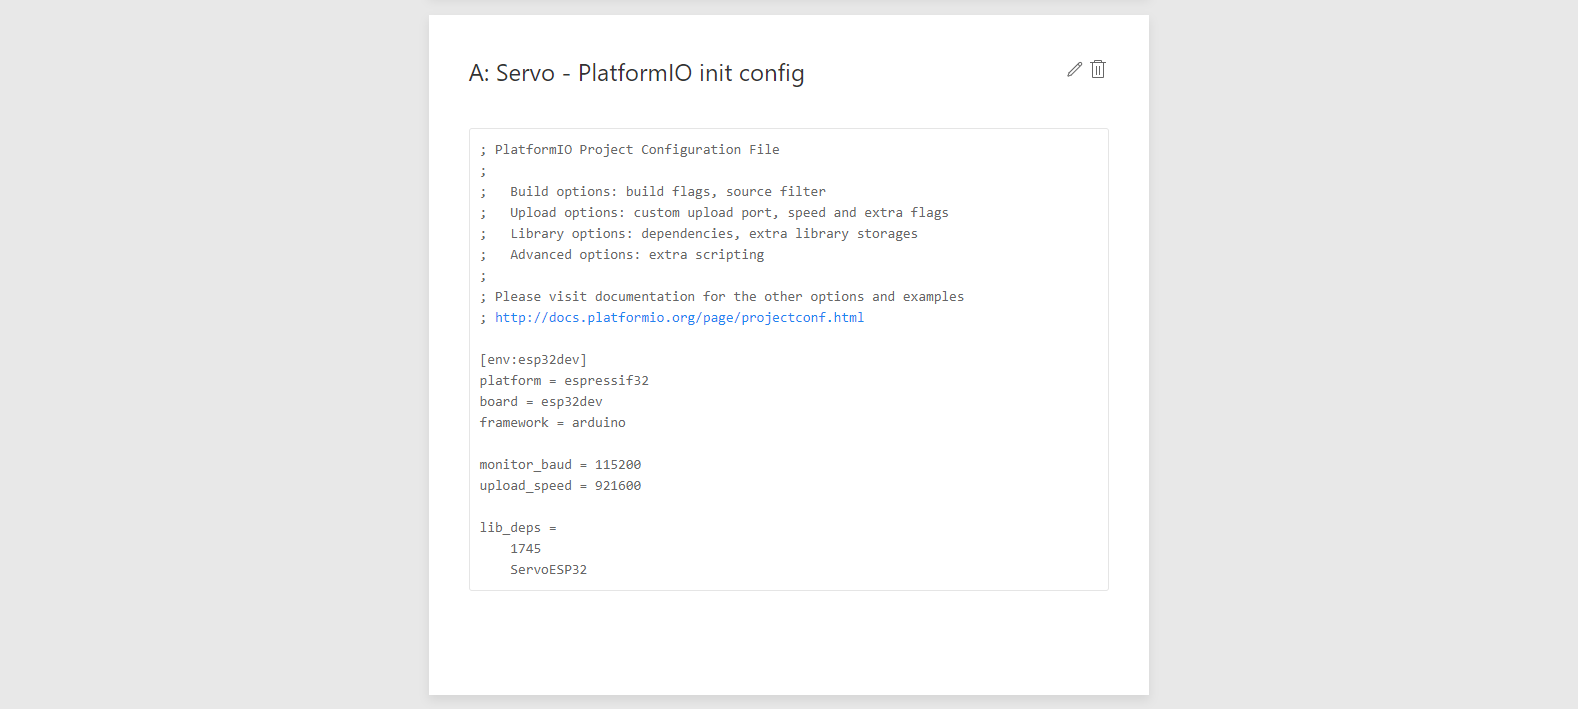 A: Servo - PlatformIO init config
; PlatformIO Project Configuration File
;
;   Build options: build flags, source filter
;   Upload options: custom upload port, speed and extra flags
;   Library options: dependencies, extra library storages
;   Advanced options: extra scripting
;
; Please visit documentation for the other options and examples
; http://docs.platformio.org/page/projectconf.html
[env:esp32dev]
platform = espressif32
board = esp32dev
framework = arduino
monitor_baud = 115200
upload_speed = 921600
lib_deps =
    1745
    ServoESP32